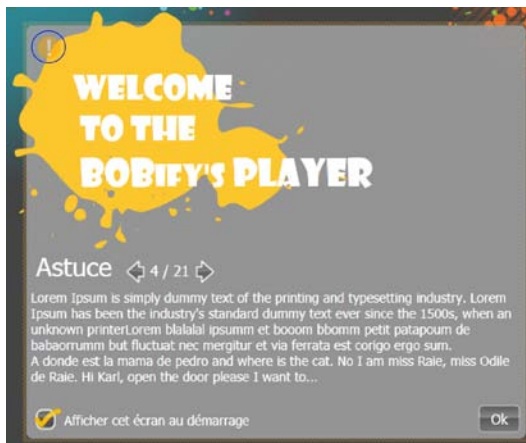 !
WELCOME
TO THE
BOBIFY'S PLAYER
Astuce 4 / 21
Lorem Ipsum is simply dummy text of the printing and typesetting industry. Lorem
Ipsum has been the industry's standard dummy text ever since the 1500s, when an
unknown printerLorem blalalal ipsumm et booom bbomm petit patapoum de
babaorrumm but fluctuat nec mergitur et via ferrata est corigo ergo sum.
A donde est la mama de pedro and where is the cat. No I am miss Raie, miss Odile
de Raie. Hi Karl, open the door please I want to...
Afficher cet écran au démarrage Ok